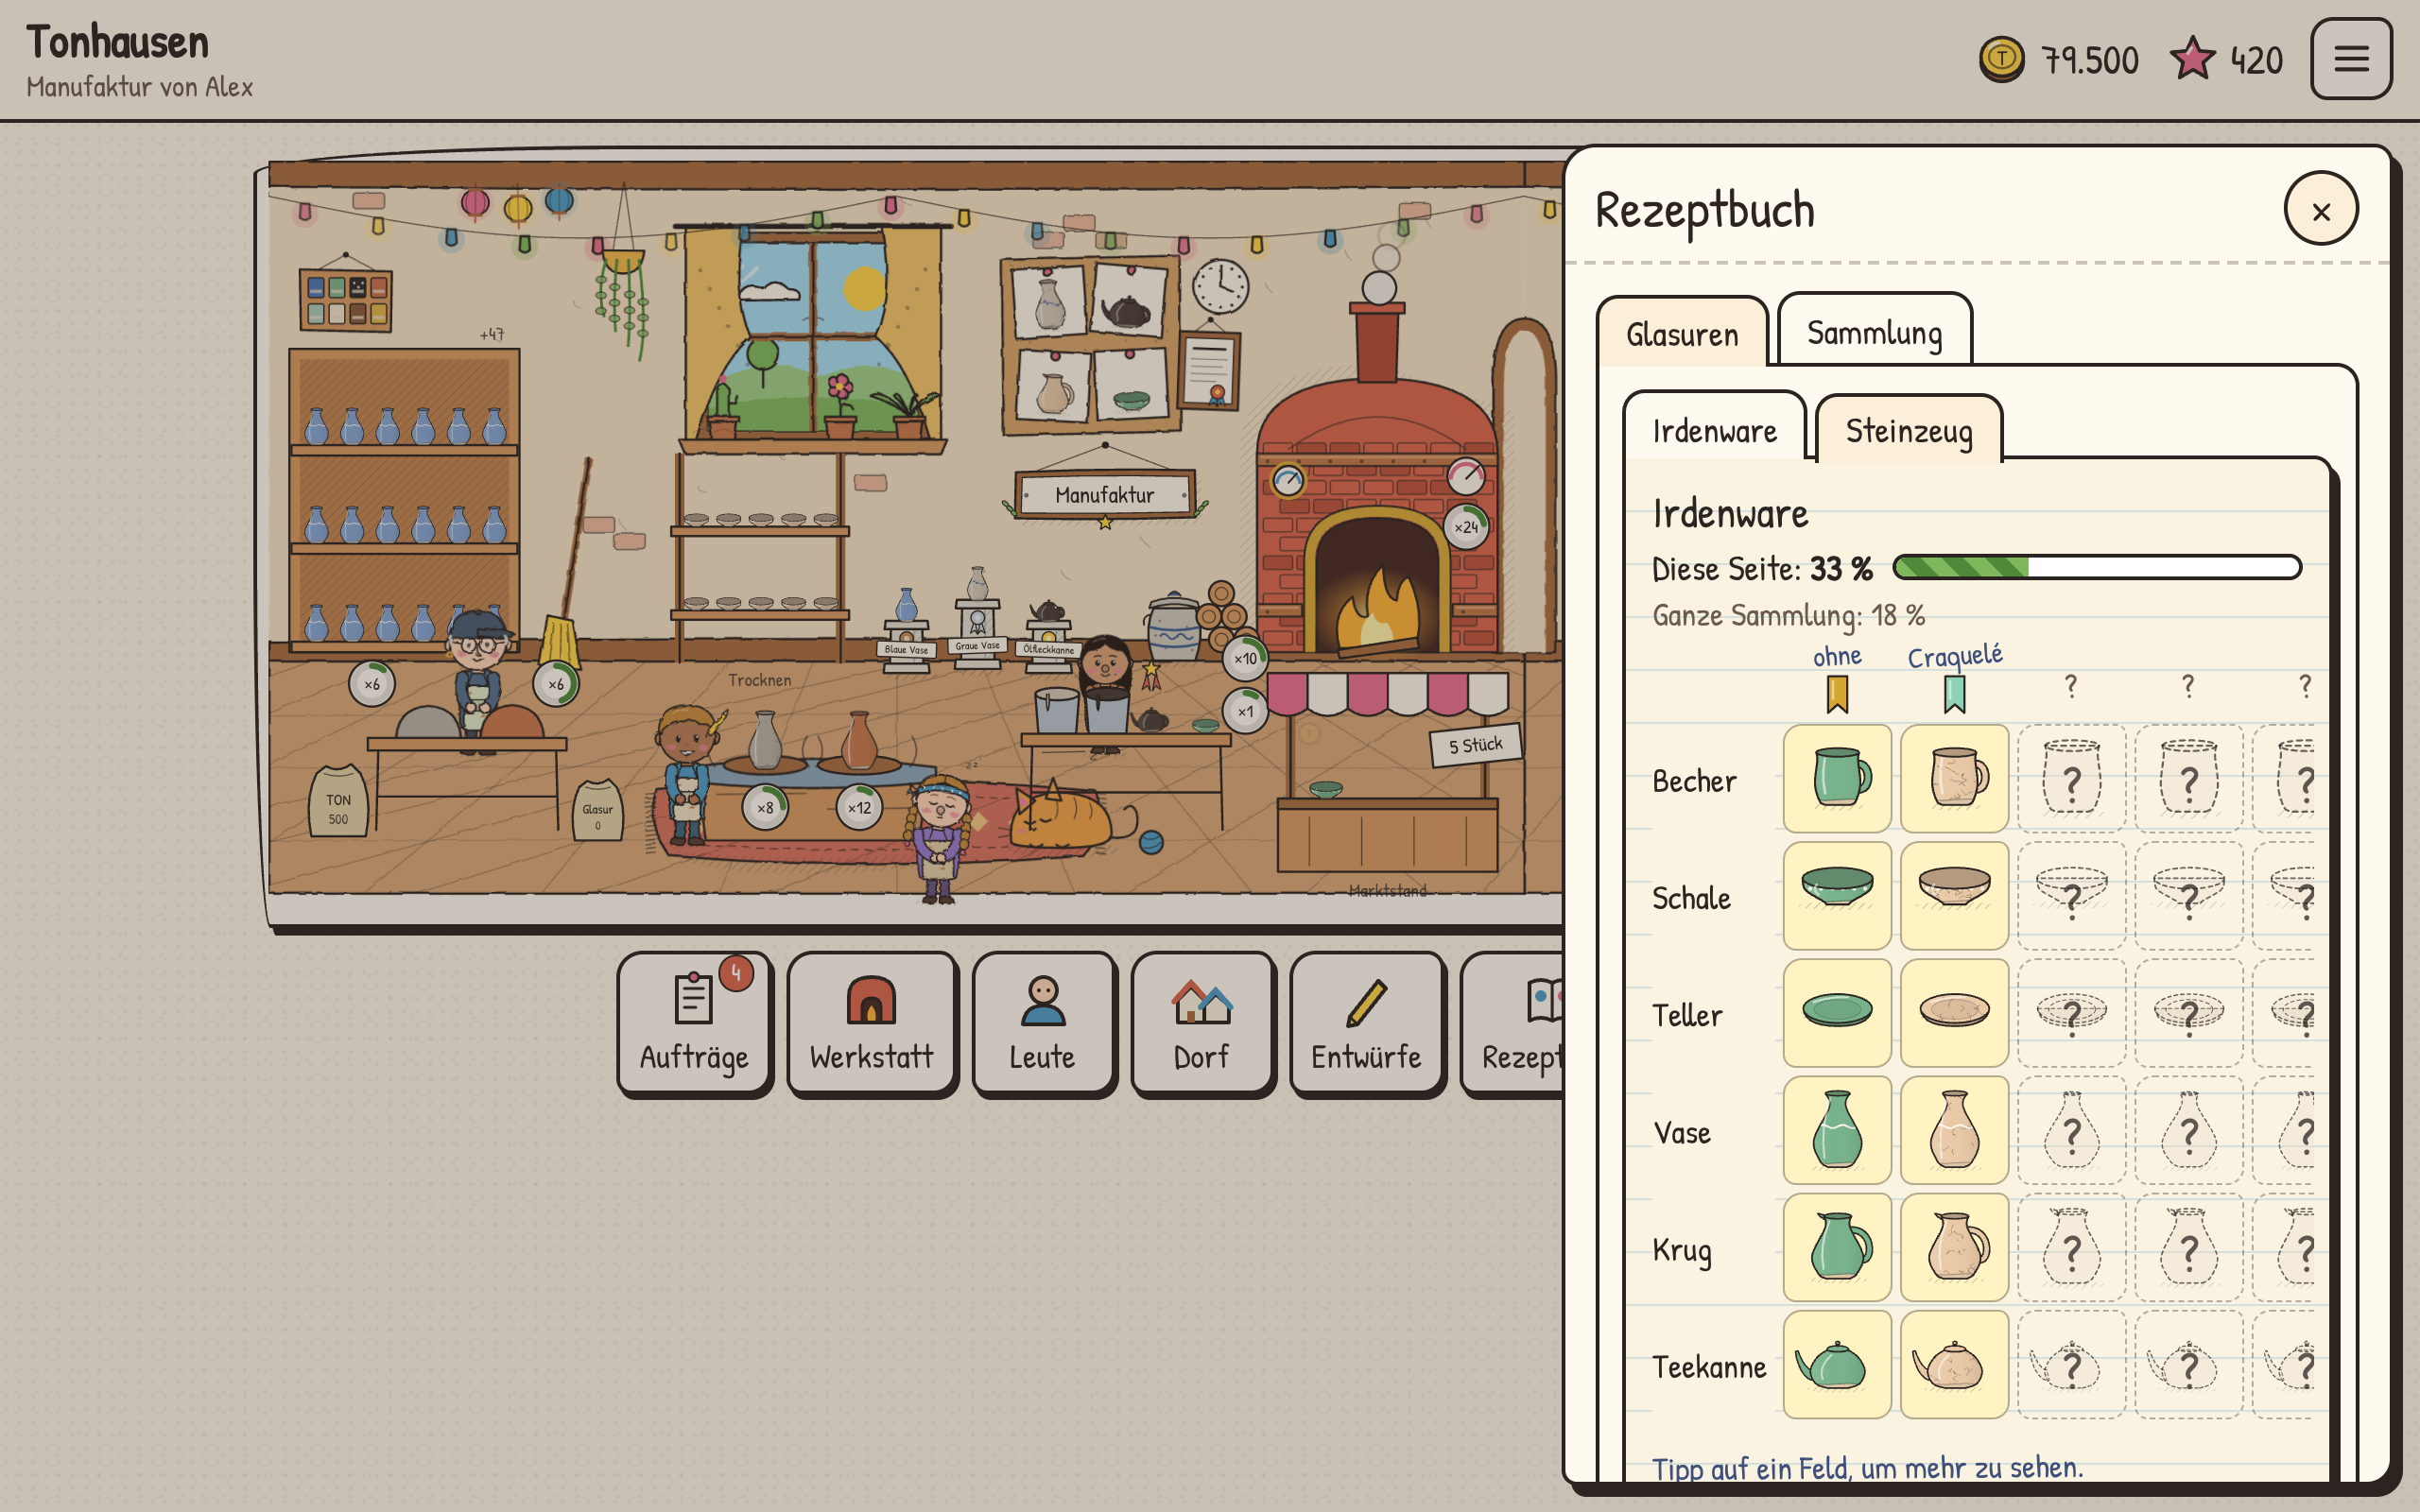 Tonhausen
Manufaktur von Alex
T
79.500
420
+47
Manufaktur
×24
Blaue Vase
Graue Vase
Ölfleckkanne
×10
×6
×6
Trocknen
×1
5 Stück
TON
500
Glasur
0
×8
×12
zz
Marktstand
4
Aufträge
Werkstatt
Leute
Dorf
Entwürfe
Rezept
Rezeptbuch
×
Glasuren
Sammlung
Irdenware
Steinzeug
Irdenware
Diese Seite: 33 %
Ganze Sammlung: 18 %
ohne
Craquelé
? ? ?
Becher
? ? ?
Schale
? ? ?
Teller
? ? ?
Vase
? ? ?
Krug
? ? ?
Teekanne
? ? ?
Tipp auf ein Feld, um mehr zu sehen.